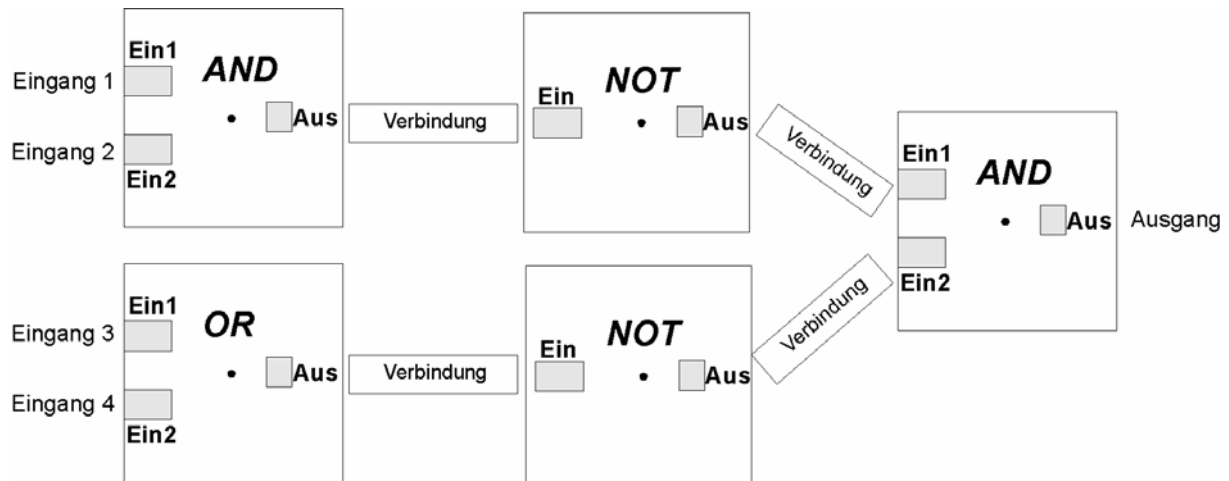 Eingang 1
Ein1
AND
Aus
Eingang 2
Ein2
Verbindung
Ein
NOT
Aus
Verbindung
Eingang 3
Ein1
OR
Aus
Eingang 4
Ein2
Verbindung
Ein
NOT
Aus
Verbindung
Ein1
AND
Aus
Ein2
Ausgang